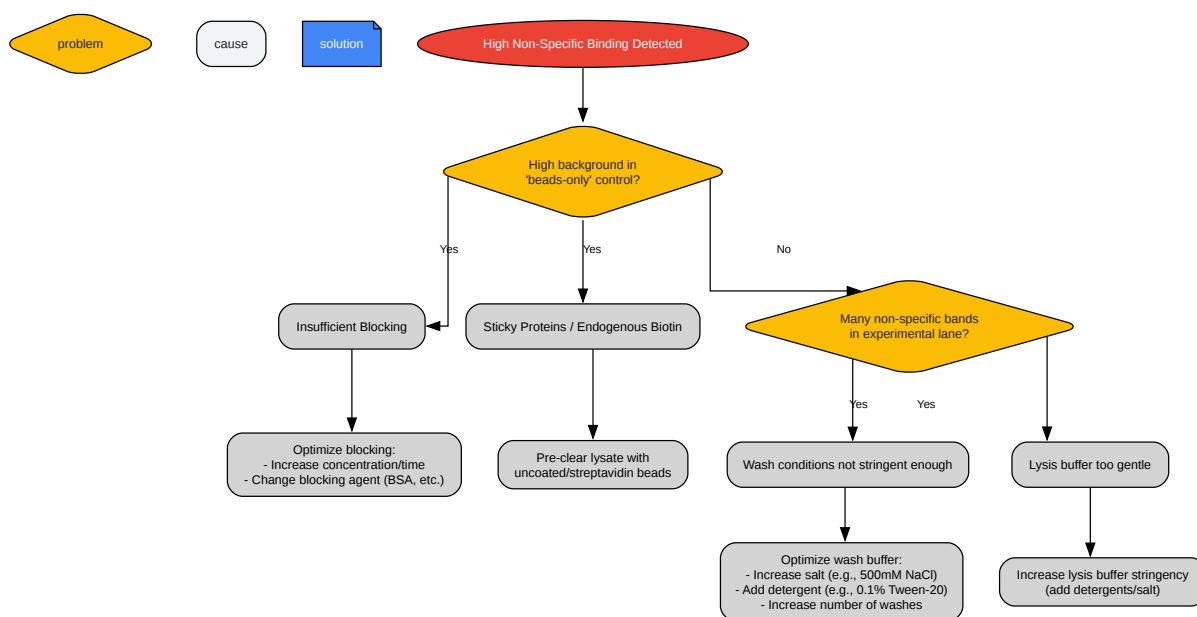 problem
cause
solution
High Non-Specific Binding Detected
High background in
'beads-only' control?
Yes
Yes
No
Insufficient Blocking
Sticky Proteins / Endogenous Biotin
Many non-specific bands
in experimental lane?
Yes
Yes
Optimize blocking:
- Increase concentration/time
- Change blocking agent (BSA, etc.)
Pre-clear lysate with
uncoated/streptavidin beads
Wash conditions not stringent enough
Lysis buffer too gentle
Optimize wash buffer:
- Increase salt (e.g., 500mM NaCl)
- Add detergent (e.g., 0.1% Tween-20)
- Increase number of washes
Increase lysis buffer stringency
(add detergents/salt)